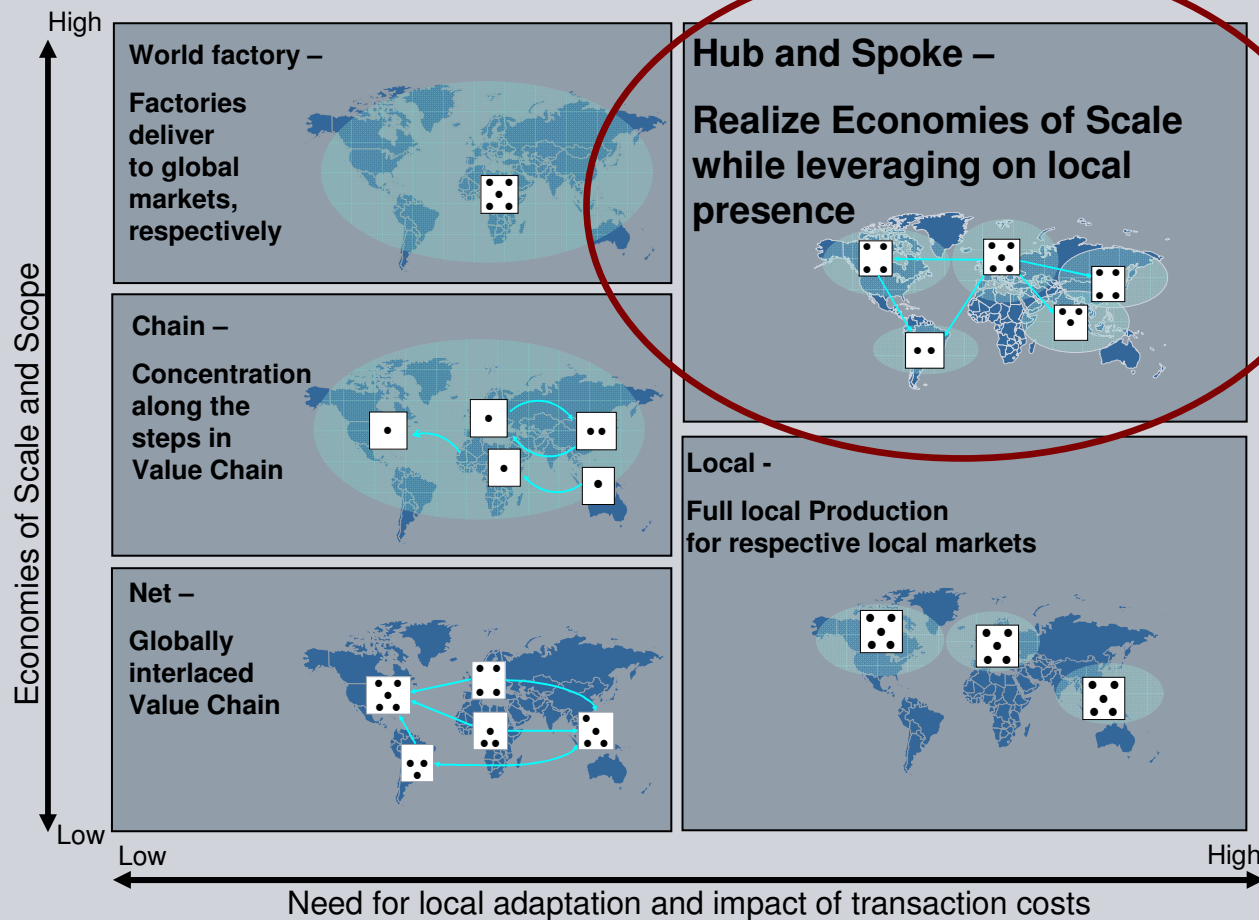 High
Economies of Scale and Scope
Low
World factory –
Factories
deliver
to global
markets,
respectively
Hub and Spoke –
Realize Economies of Scale
while leveraging on local
presence
Chain –
Concentration
along the
steps in
Value Chain
Local -
Full local Production
for respective local markets
Net –
Globally
interlaced
Value Chain
Low
High
Need for local adaptation and impact of transaction costs